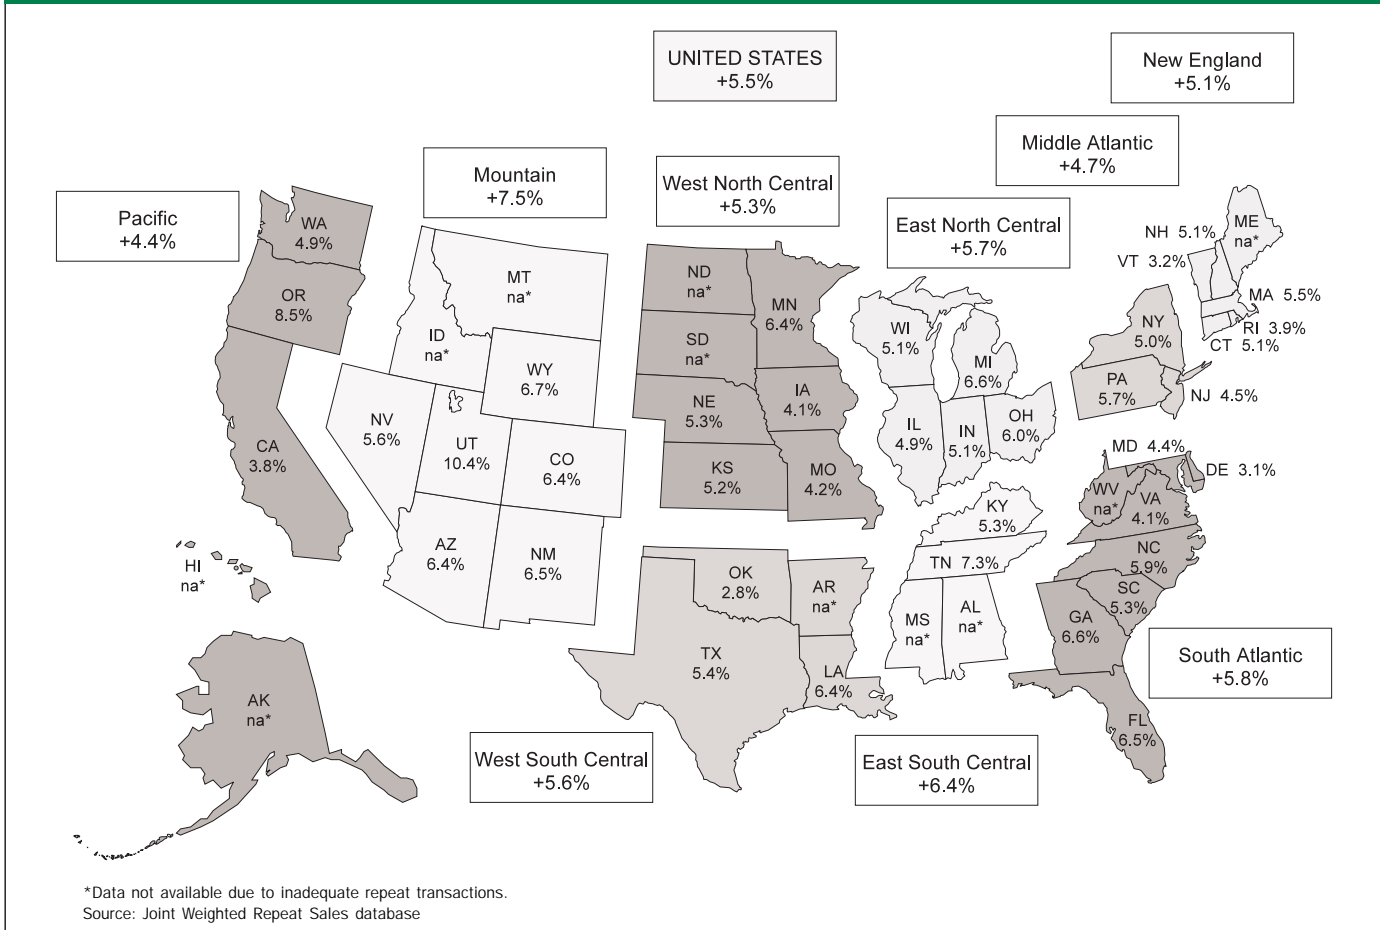 UNITED STATES
+5.5%
New England
+5.1%
Middle Atlantic
+4.7%
Mountain
+7.5%
West North Central
+5.3%
Pacific
+4.4%
East North Central
+5.7%
WA
4.9%
OR
8.5%
CA
3.8%
HI
na*
AK
na*
MT
na*
ID
na*
WY
6.7%
NV
5.6%
UT
10.4%
CO
6.4%
AZ
6.4%
NM
6.5%
ND
na*
SD
na*
NE
5.3%
KS
5.2%
MN
6.4%
IA
4.1%
MO
4.2%
OK
2.8%
AR
na*
TX
5.4%
LA
6.4%
WI
5.1%
MI
6.6%
IL
4.9%
IN
5.1%
OH
6.0%
KY
5.3%
TN 7.3%
MS
na*
AL
na*
ME
na*
NH 5.1%
VT 3.2%
MA 5.5%
RI 3.9%
CT 5.1%
NY
5.0%
PA
5.7%
NJ 4.5%
MD 4.4%
DE 3.1%
WV
na*
VA
4.1%
NC
5.9%
SC
5.3%
GA
6.6%
FL
6.5%
South Atlantic
+5.8%
West South Central
+5.6%
East South Central
+6.4%
*Data not available due to inadequate repeat transactions.
Source: Joint Weighted Repeat Sales database